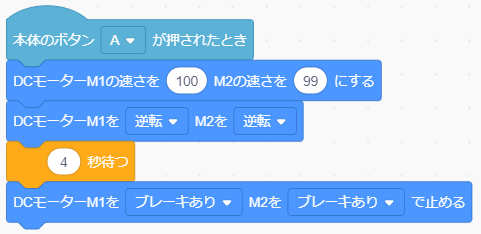 本体のボタン A が押されたとき
DCモーターM1の速さを 100 M2の速さを 99 にする
DCモーターM1を 逆転 M2を 逆転
4 秒待つ
DCモーターM1を ブレーキあり M2を ブレーキあり で止める